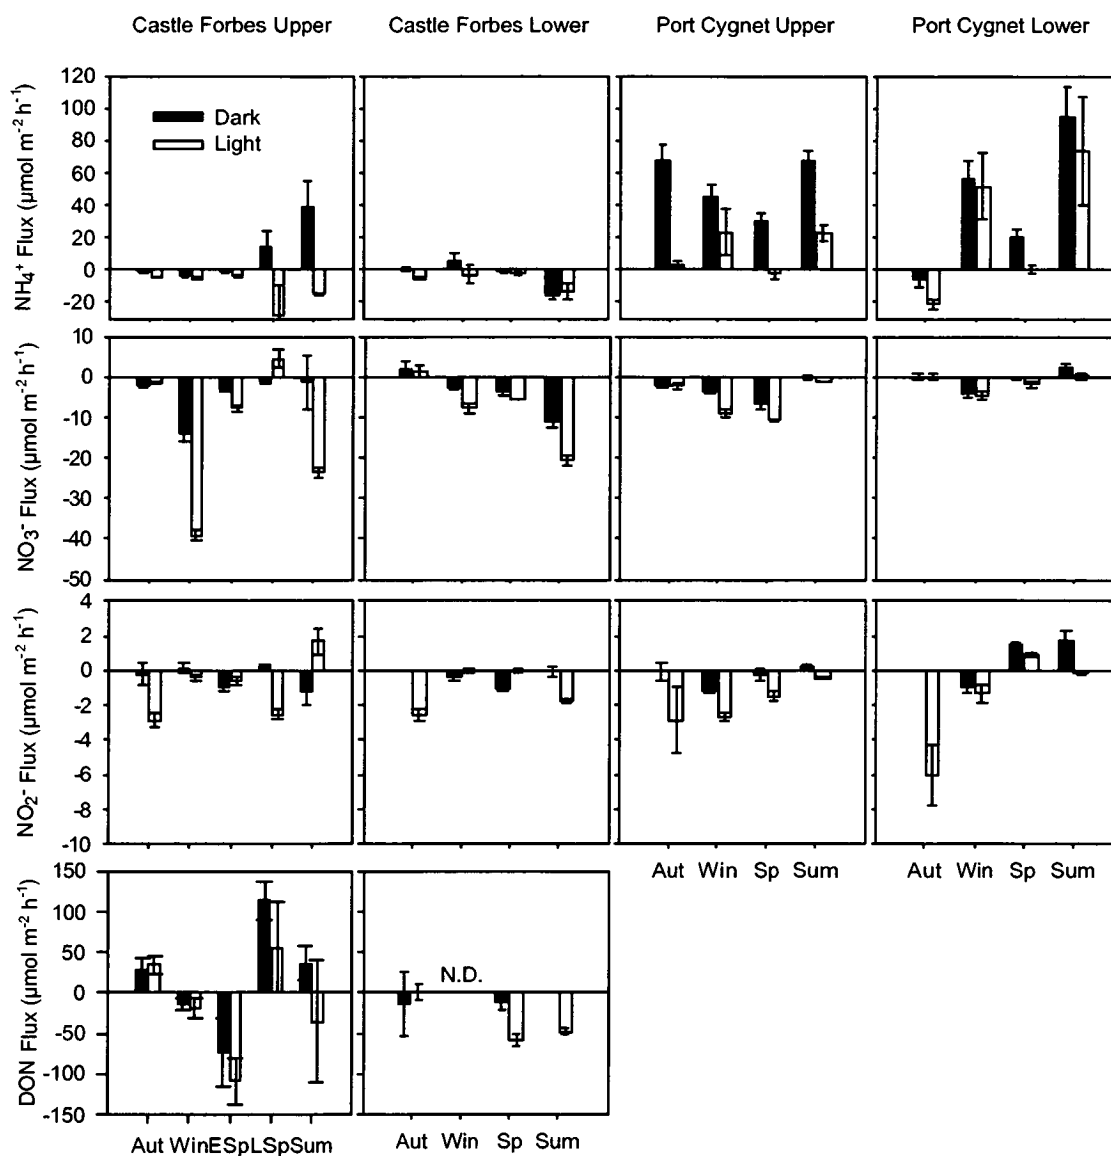 Castle Forbes Upper Castle Forbes Lower Port Cygnet Upper Port Cygnet Lower
NH₄⁺ Flux (µmol m⁻² h⁻¹)
120
100
80
60
40
20
0
-20
Dark
Light
NO₃⁻ Flux (µmol m⁻² h⁻¹)
10
0
-10
-20
-30
-40
-50
NO₂⁻ Flux (µmol m⁻² h⁻¹)
4
2
0
-2
-4
-6
-8
-10
Aut Win Sp Sum
Aut Win Sp Sum
DON Flux (µmol m⁻² h⁻¹)
150
100
50
0
-50
-100
-150
N.D.
Aut Win ESp LSp Sum
Aut Win Sp Sum